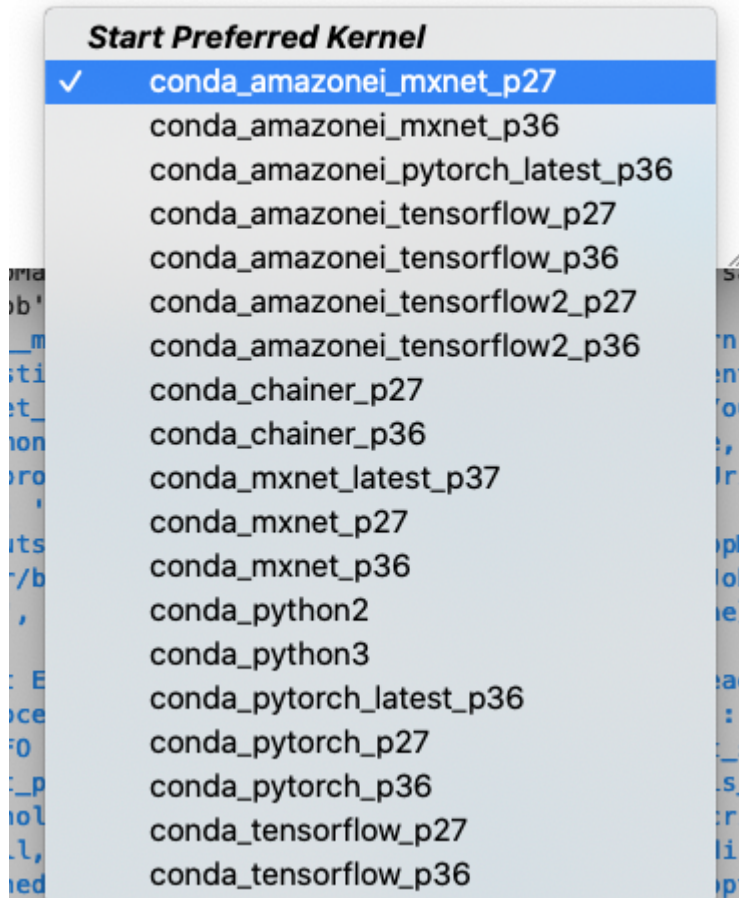 Start Preferred Kernel
✓ conda_amazonei_mxnet_p27
conda_amazonei_mxnet_p36
conda_amazonei_pytorch_latest_p36
conda_amazonei_tensorflow_p27
conda_amazonei_tensorflow_p36
conda_amazonei_tensorflow2_p27
conda_amazonei_tensorflow2_p36
conda_chainer_p27
conda_chainer_p36
conda_mxnet_latest_p37
conda_mxnet_p27
conda_mxnet_p36
conda_python2
conda_python3
conda_pytorch_latest_p36
conda_pytorch_p27
conda_pytorch_p36
conda_tensorflow_p27
conda_tensorflow_p36